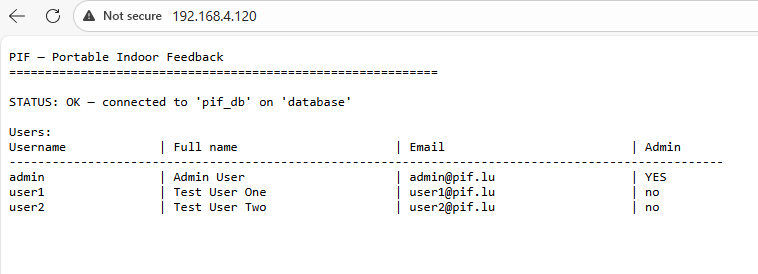 Not secure 192.168.4.120
PIF — Portable Indoor Feedback
============================================================
STATUS: OK — connected to 'pif_db' on 'database'
Users:
Username | Full name | Email | Admin
----------------------------------------------------------------------------------------------------
admin | Admin User | admin@pif.lu | YES
user1 | Test User One | user1@pif.lu | no
user2 | Test User Two | user2@pif.lu | no